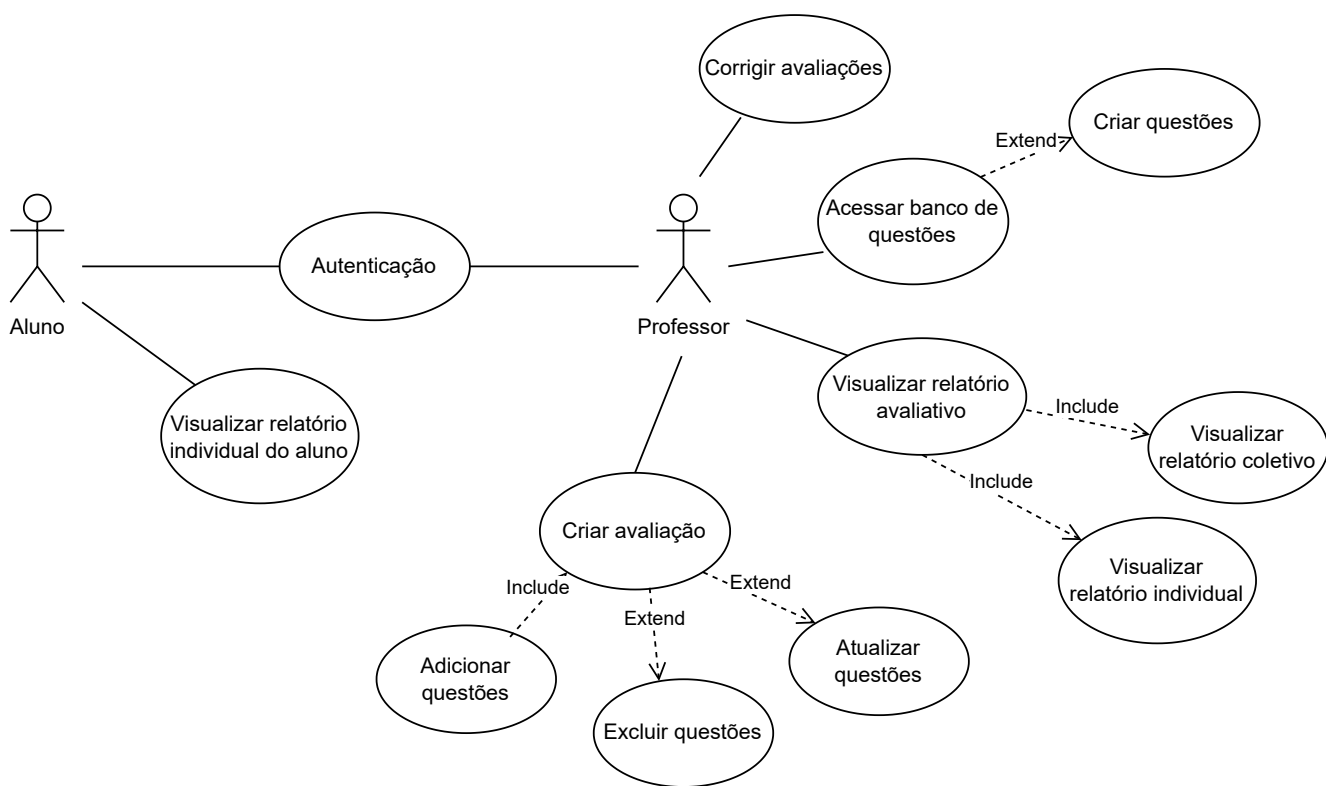 Corrigir avaliações
Criar questões
Extend
Acessar banco de
questões
Autenticação
Aluno
Professor
Visualizar relatório
individual do aluno
Visualizar relatório
avaliativo
Include
Visualizar
relatório coletivo
Include
Visualizar
relatório individual
Criar avaliação
Include
Extend
Extend
Adicionar
questões
Excluir questões
Atualizar
questões